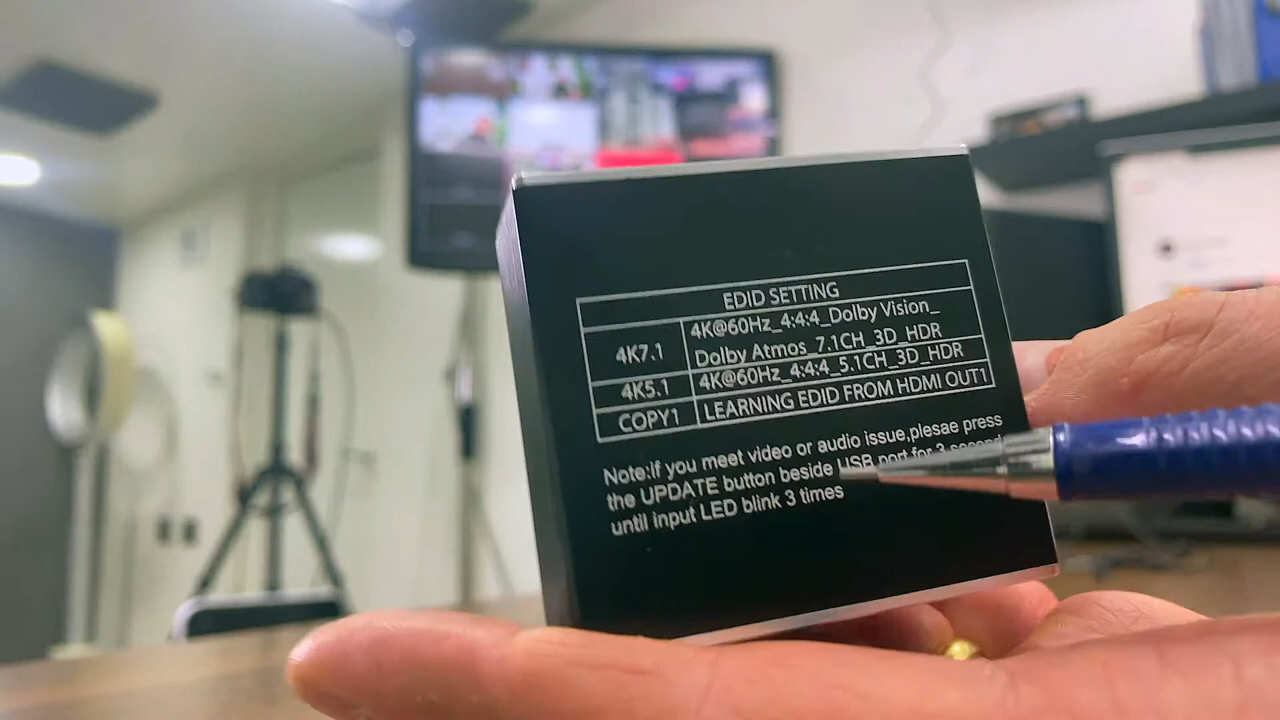 EDID SETTING
4K7.1 4K@60Hz_4:4:4_Dolby Vision_
Dolby Atmos_7.1CH_3D_HDR
4K5.1 4K@60Hz_4:4:4_5.1CH_3D_HDR
COPY1 LEARNING EDID FROM HDMI OUT1
Note:If you meet video or audio issue,plesae press
the UPDATE button beside USB port for 3 second
until input LED blink 3 times